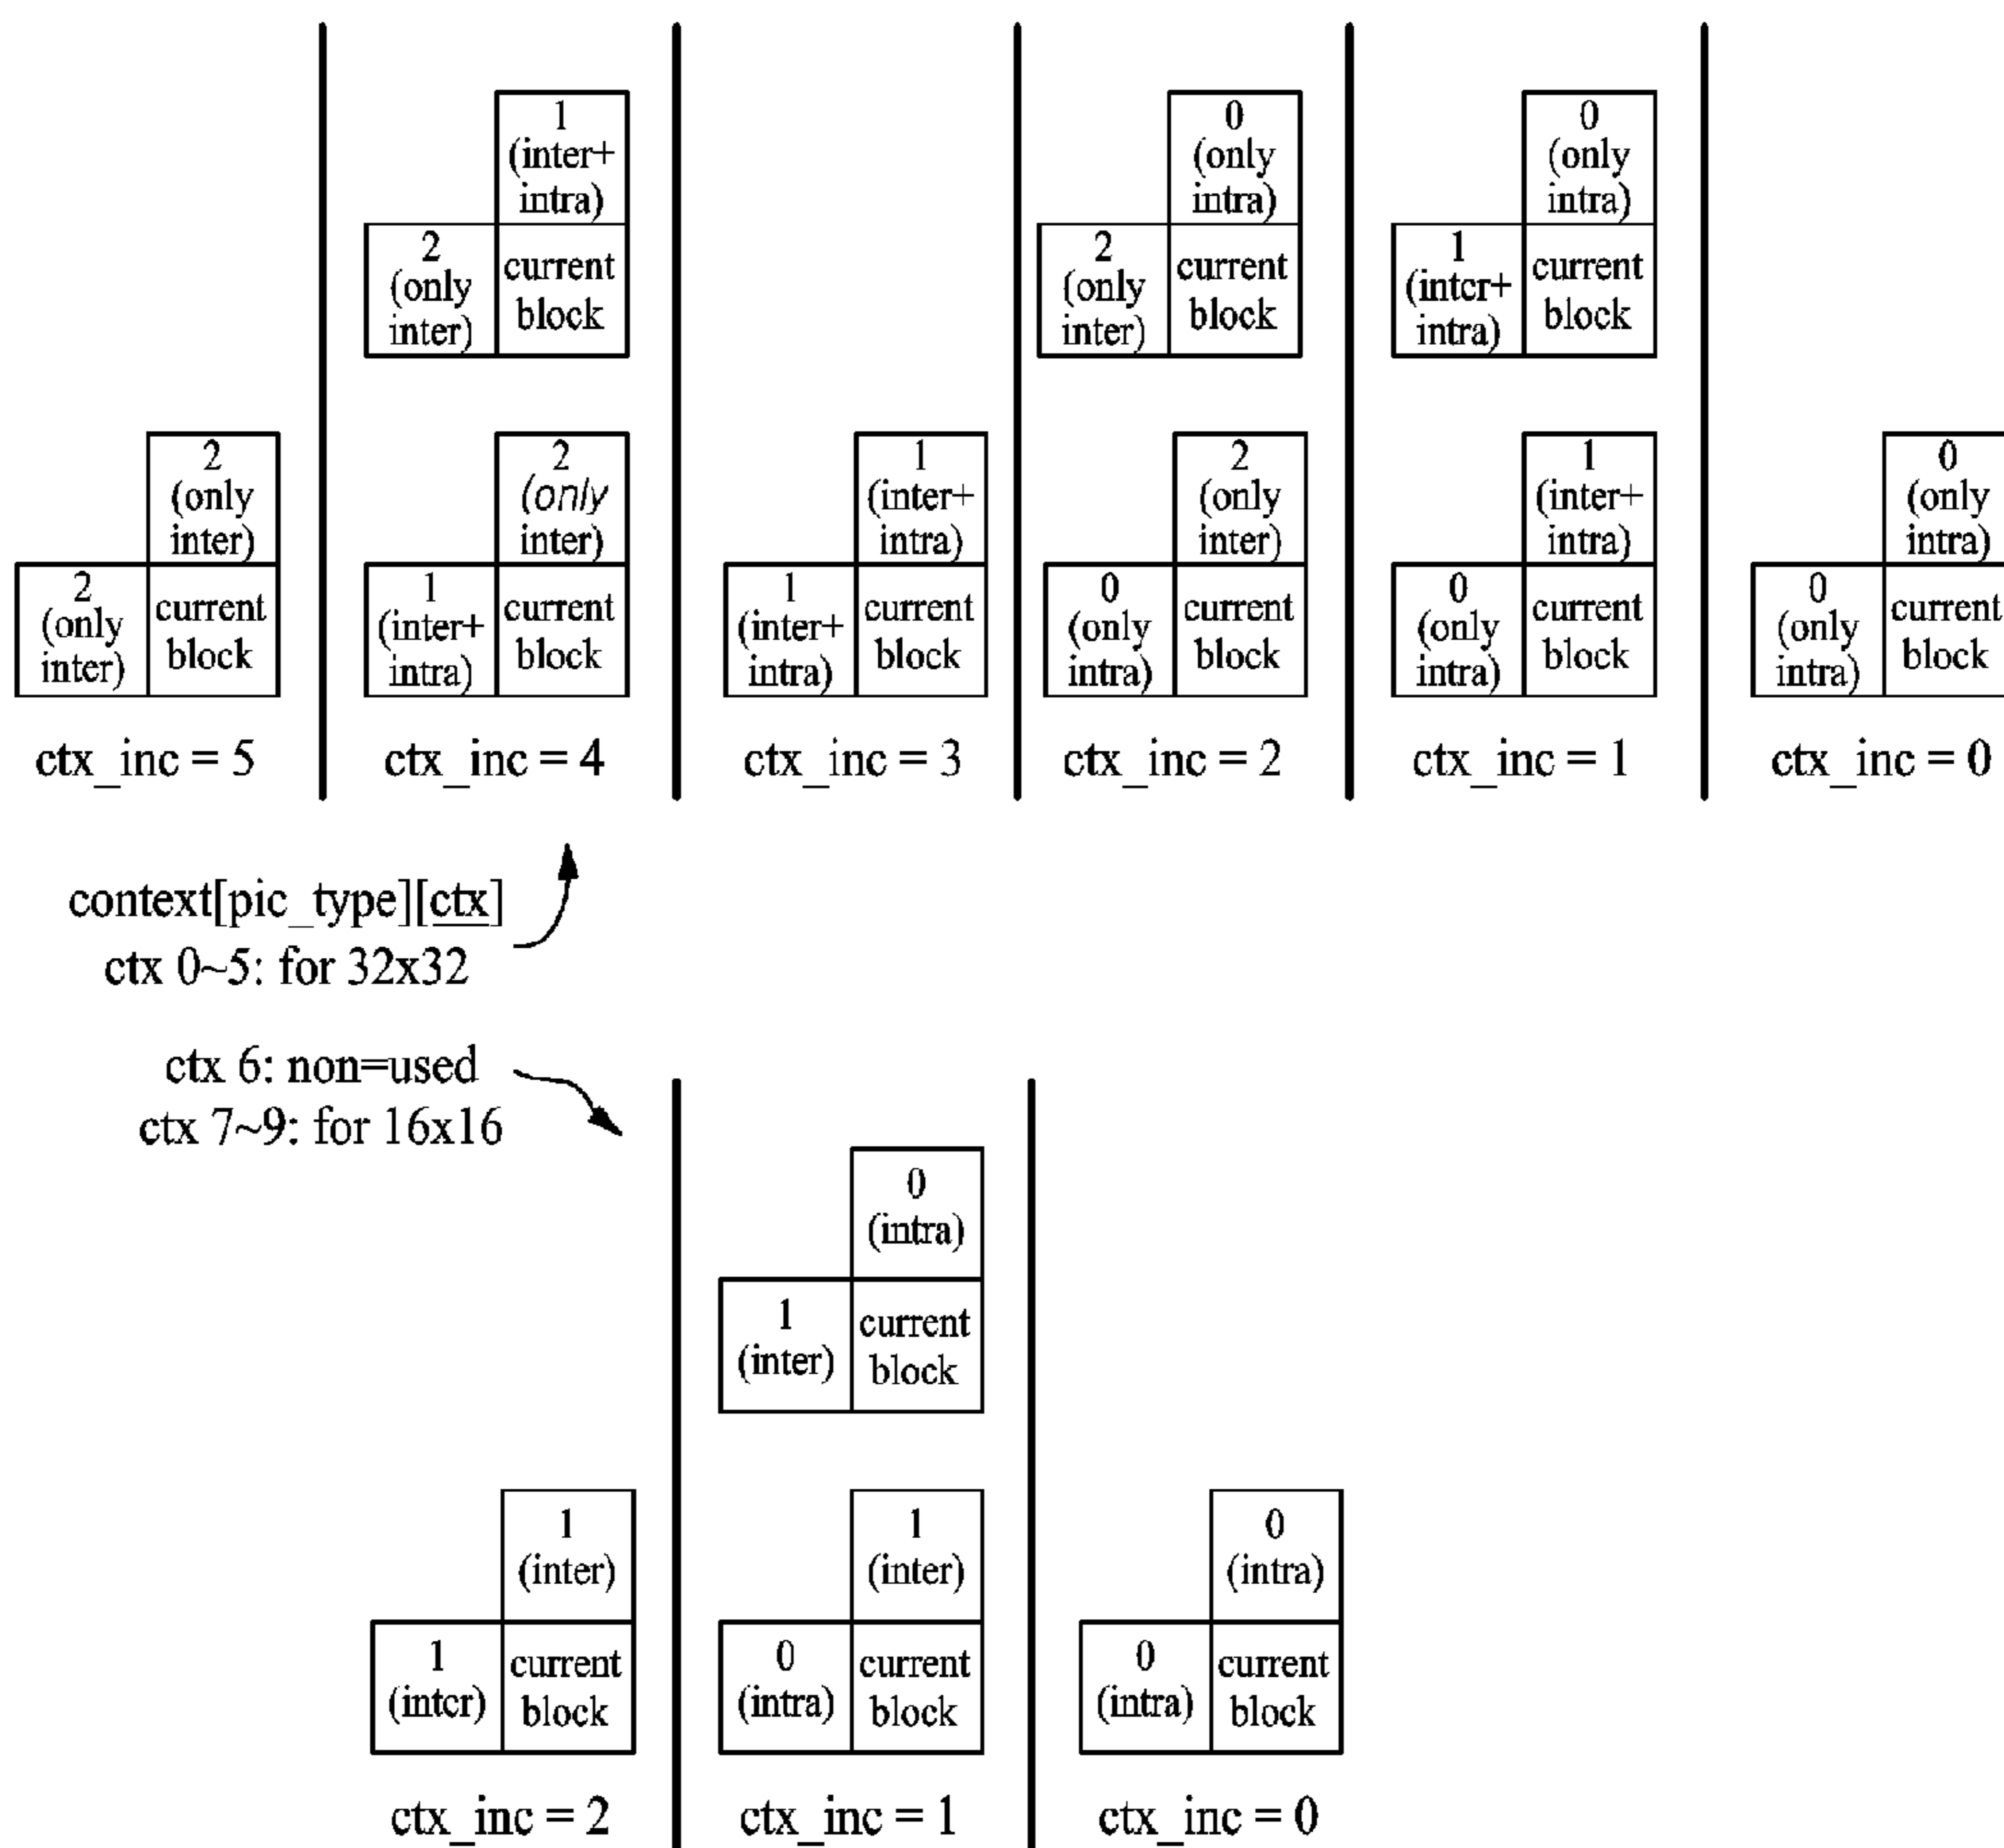 1
(inter+
intra)
2
(only
inter)
current
block
0
(only
intra)
2
(only
inter)
current
block
0
(only
intra)
1
(inter+
intra)
current
block
2
(only
inter)
2
(only
inter)
current
block
2
(only
inter)
1
(inter+
intra)
current
block
1
(inter+
intra)
1
(inter+
intra)
current
block
2
(only
inter)
0
(only
intra)
current
block
1
(inter+
intra)
0
(only
intra)
current
block
0
(only
intra)
0
(only
intra)
current
block
ctx_inc = 5
ctx_inc = 4
ctx_inc = 3
ctx_inc = 2
ctx_inc = 1
ctx_inc = 0
context[pic_type][ctx]
ctx 0~5: for 32x32
ctx 6: non=used
ctx 7~9: for 16x16
0
(intra)
1
(inter)
current
block
1
(inter)
1
(inter)
current
block
1
(inter)
0
(intra)
current
block
0
(intra)
0
(intra)
current
block
ctx_inc = 2
ctx_inc = 1
ctx_inc = 0